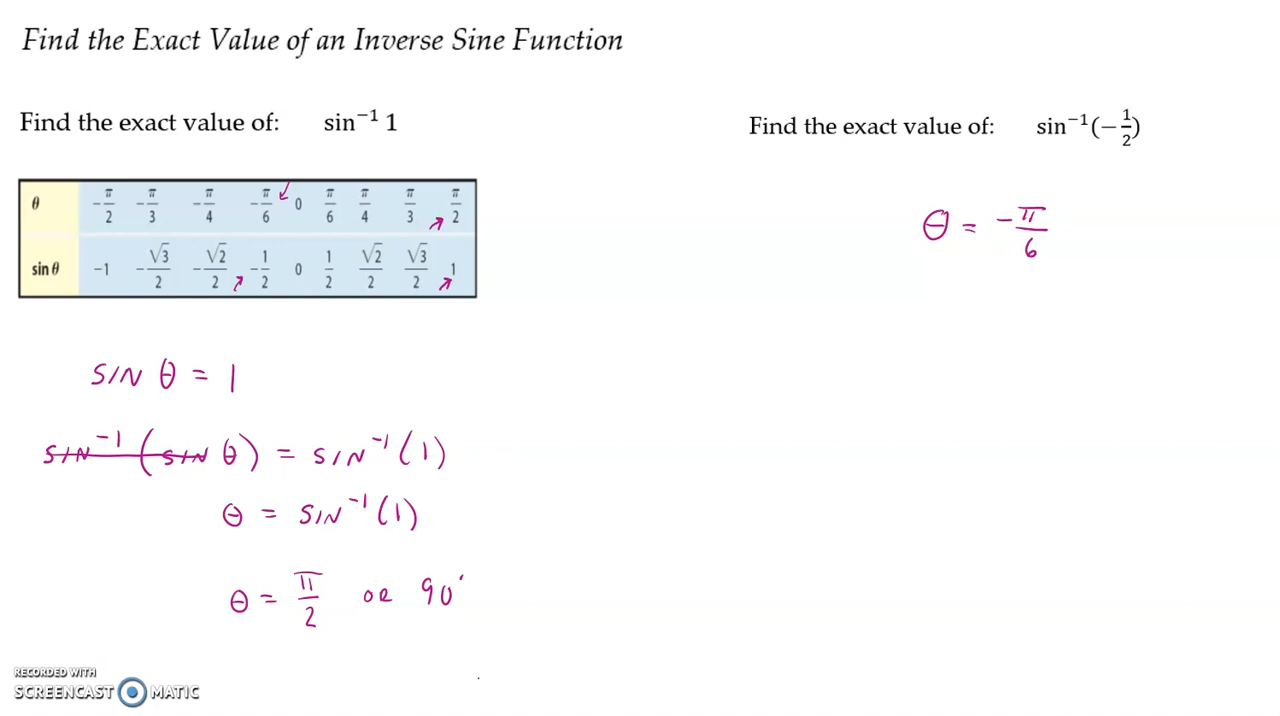 Find the Exact Value of an Inverse Sine Function
Find the exact value of: sin⁻¹ 1
θ -π/2 -π/3 -π/4 -π/6 0 π/6 π/4 π/3 π/2
sin θ -1 -√3/2 -√2/2 -1/2 0 1/2 √2/2 √3/2 1
SIN θ = 1
SIN⁻¹ (SIN θ) = SIN⁻¹ (1)
θ = SIN⁻¹ (1)
θ = π/2 OR 90°
Find the exact value of: sin⁻¹(−1/2)
θ = -π/6
RECORDED WITH
SCREENCAST MATIC